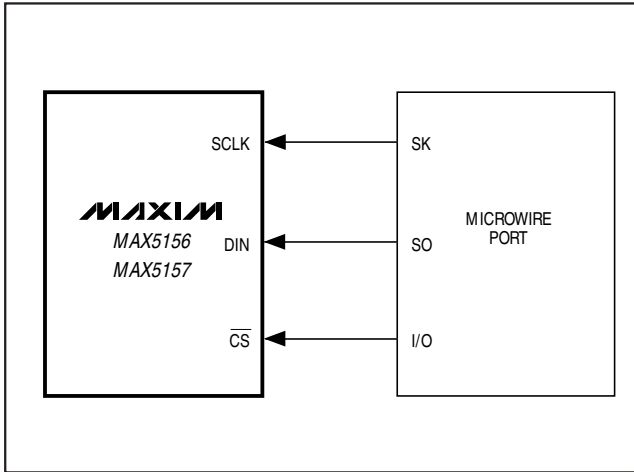 SCLK
SK
MAXIM
MAX5156
MAX5157
DIN
SO
MICROWIRE
PORT
CS
I/O